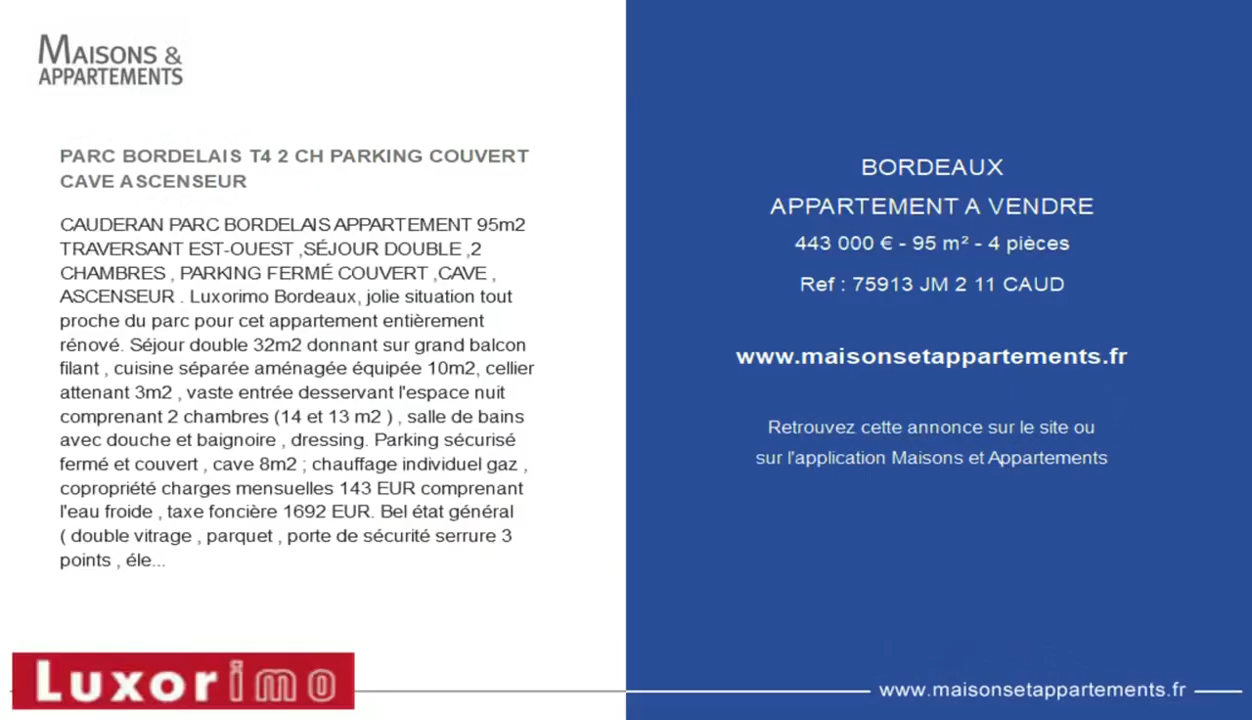 MAISONS &
APPARTEMENTS
PARC BORDELAIS T4 2 CH PARKING COUVERT
CAVE ASCENSEUR
CAUDERAN PARC BORDELAIS APPARTEMENT 95m2
TRAVERSANT EST-OUEST ,SÉJOUR DOUBLE ,2
CHAMBRES , PARKING FERMÉ COUVERT ,CAVE ,
ASCENSEUR . Luxorimo Bordeaux, jolie situation tout
proche du parc pour cet appartement entièrement
rénové. Séjour double 32m2 donnant sur grand balcon
filant , cuisine séparée aménagée équipée 10m2, cellier
attenant 3m2 , vaste entrée desservant l'espace nuit
comprenant 2 chambres (14 et 13 m2 ) , salle de bains
avec douche et baignoire , dressing. Parking sécurisé
fermé et couvert , cave 8m2 ; chauffage individuel gaz ,
copropriété charges mensuelles 143 EUR comprenant
l'eau froide , taxe foncière 1692 EUR. Bel état général
( double vitrage , parquet , porte de sécurité serrure 3
points , éle...
Luxorimo
BORDEAUX
APPARTEMENT A VENDRE
443 000 € - 95 m² - 4 pièces
Ref : 75913 JM 2 11 CAUD
www.maisonsetappartements.fr
Retrouvez cette annonce sur le site ou
sur l'application Maisons et Appartements
www.maisonsetappartements.fr